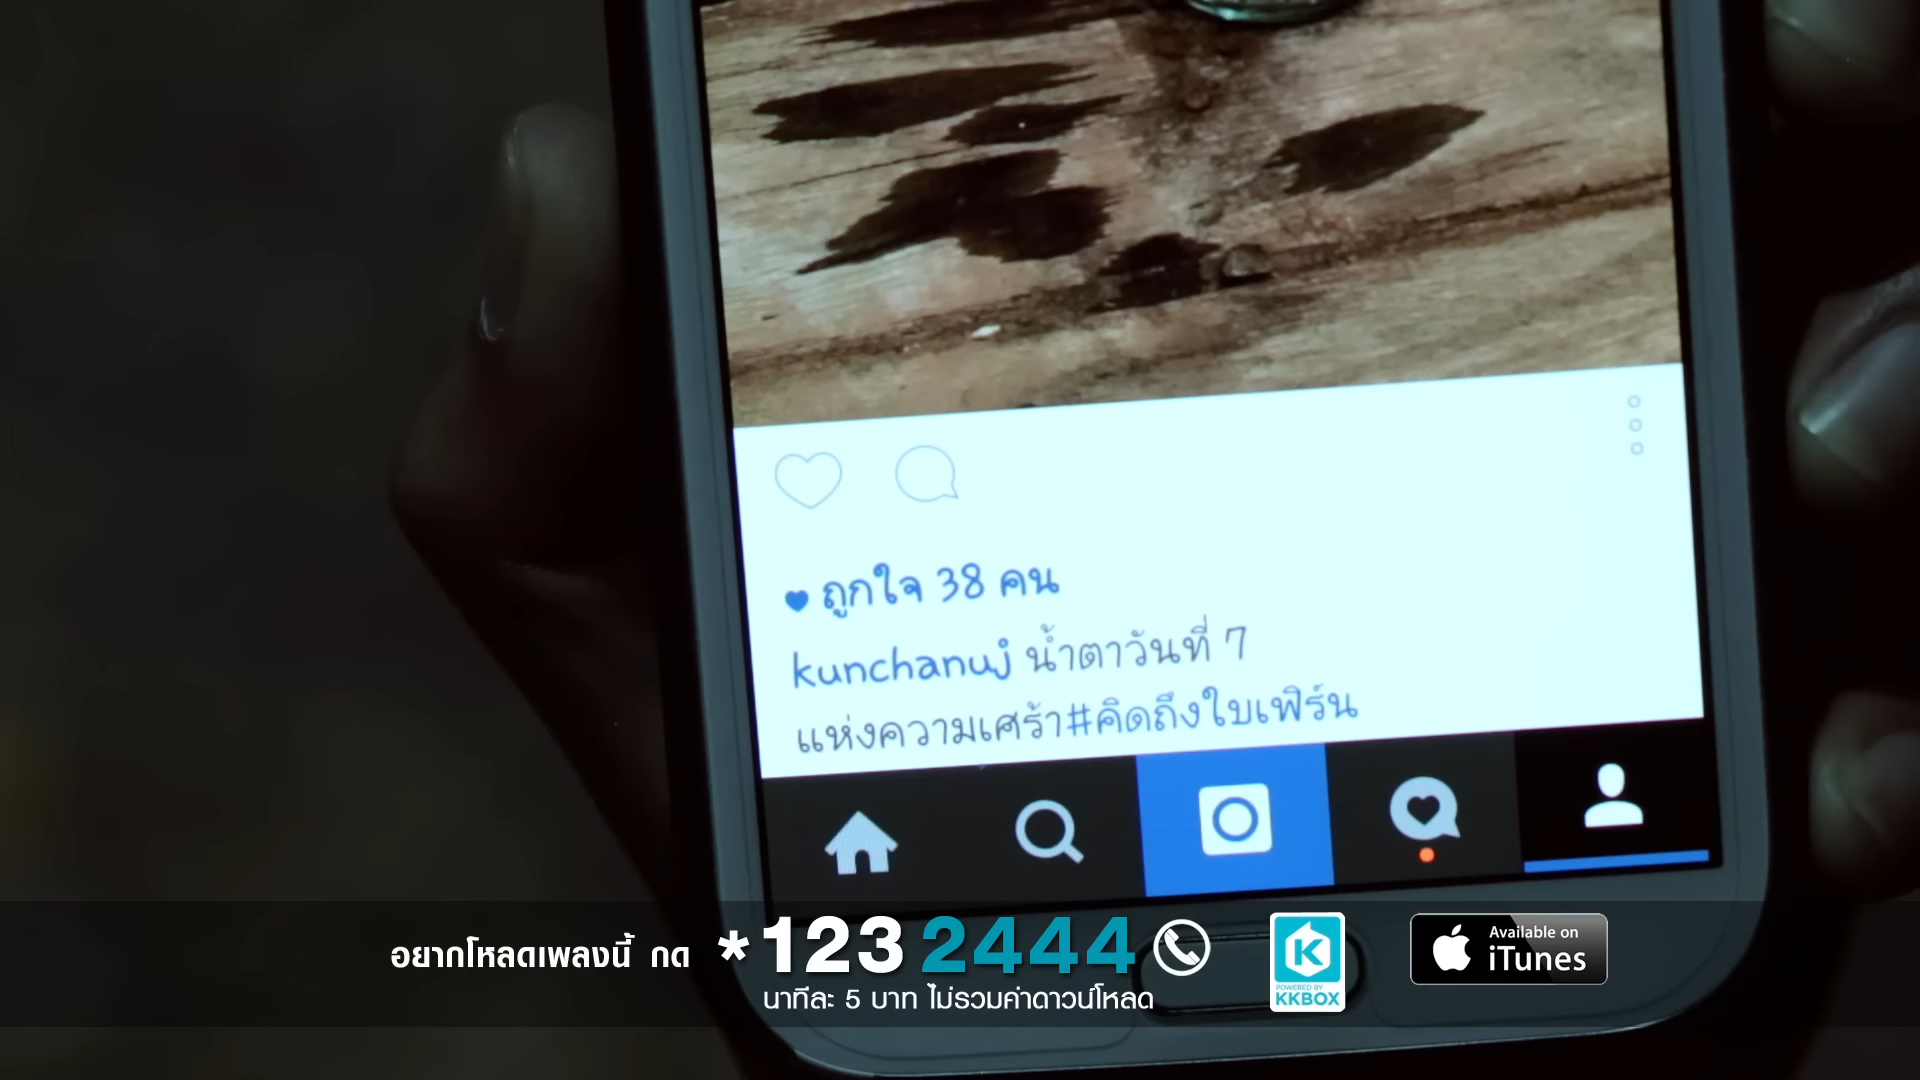 ถูกใจ 38 คน
kunchanuj น้ำตาวันที่ 7
แห่งความเศร้า#คิดถึงใบเฟิร์น
อยากโหลดเพลงนี้ กด *123 2444
นาทีละ 5 บาท ไม่รวมค่าดาวน์โหลด
K
POWERED BY
KKBOX
Available on
iTunes